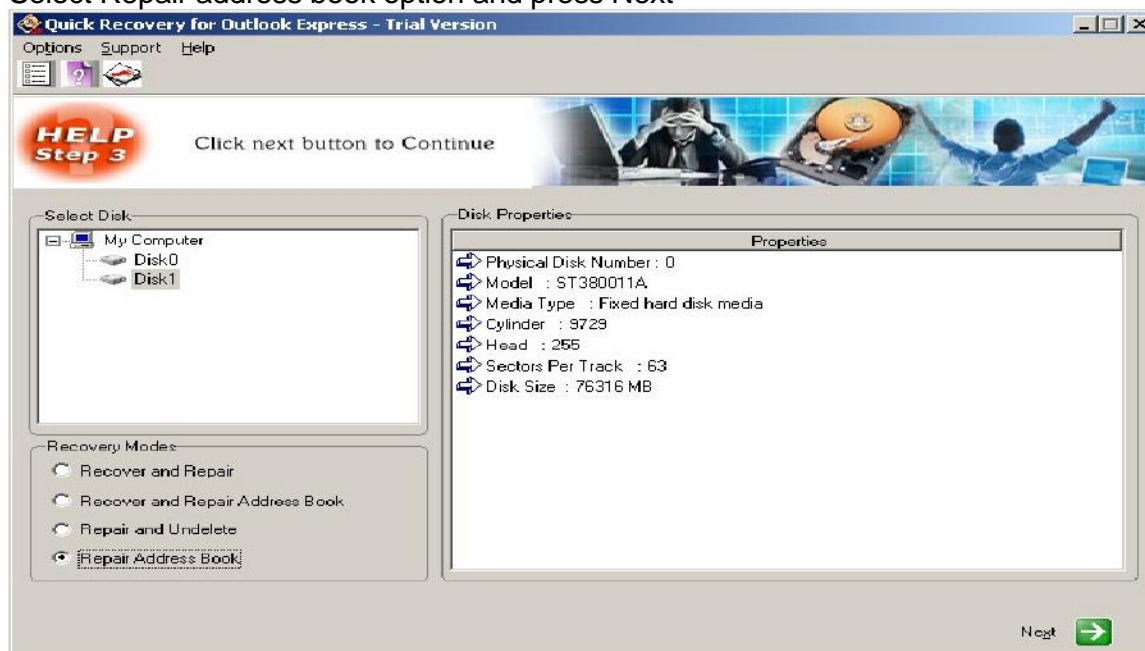 Select Repair address book option and press Next
Quick Recovery for Outlook Express - Trial Version
Options Support Help
HELP
Step 3
Click next button to Continue
Select Disk
My Computer
Disk0
Disk1
Recovery Modes
Recover and Repair
Recover and Repair Address Book
Repair and Undelete
Repair Address Book
Disk Properties
Properties
Physical Disk Number : 0
Model : ST380011A
Media Type : Fixed hard disk media
Cylinder : 9729
Head : 255
Sectors Per Track : 63
Disk Size : 76316 MB
Next